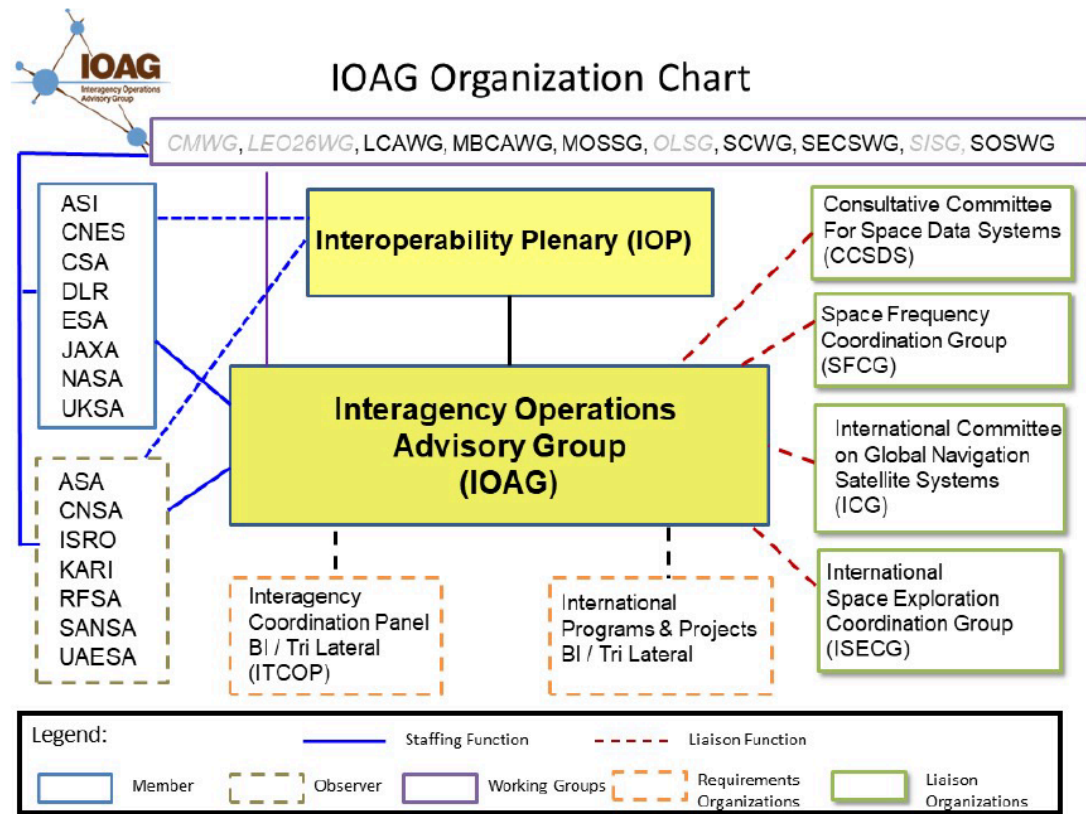 IOAG
Interagency Operations
Advisory Group
IOAG Organization Chart
CMWG, LEO26WG, LCAWG, MBCAWG, MOSSG, OLSG, SCWG, SECSWG, SISG, SOSWG
ASI
CNES
CSA
DLR
ESA
JAXA
NASA
UKSA
Interoperability Plenary (IOP)
Consultative Committee
For Space Data Systems
(CCSDS)
Space Frequency
Coordination Group
(SFCG)
Interagency Operations
Advisory Group
(IOAG)
International Committee
on Global Navigation
Satellite Systems
(ICG)
ASA
CNSA
ISRO
KARI
RFSA
SANSA
UAESA
Interagency
Coordination Panel
BI / Tri Lateral
(ITCOP)
International
Programs & Projects
BI / Tri Lateral
International
Space Exploration
Coordination Group
(ISECG)
Legend:
Staffing Function
Liaison Function
Member
Observer
Working Groups
Requirements
Organizations
Liaison
Organizations